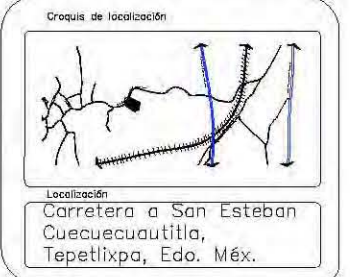 Croquis de localización
Localización
Carretera a San Esteban
Cuecuecuautitla,
Tepetlixpa, Edo. Méx.